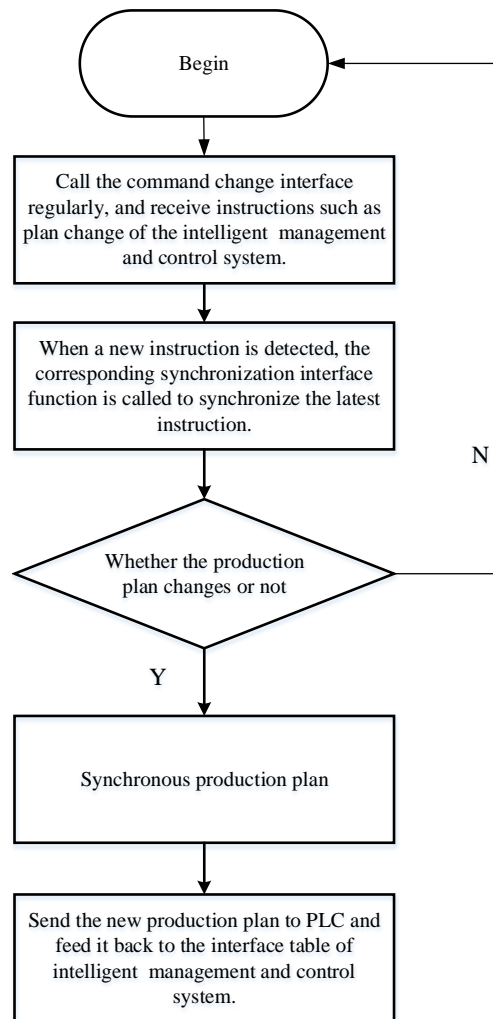 Begin
Call the command change interface
regularly, and receive instructions such as
plan change of the intelligent  management
and control system.
When a new instruction is detected, the
corresponding synchronization interface
function is called to synchronize the latest
instruction.
N
Whether the production
plan changes or not
Y
Synchronous production plan
Send the new production plan to PLC and
feed it back to the interface table of
intelligent  management and control
system.